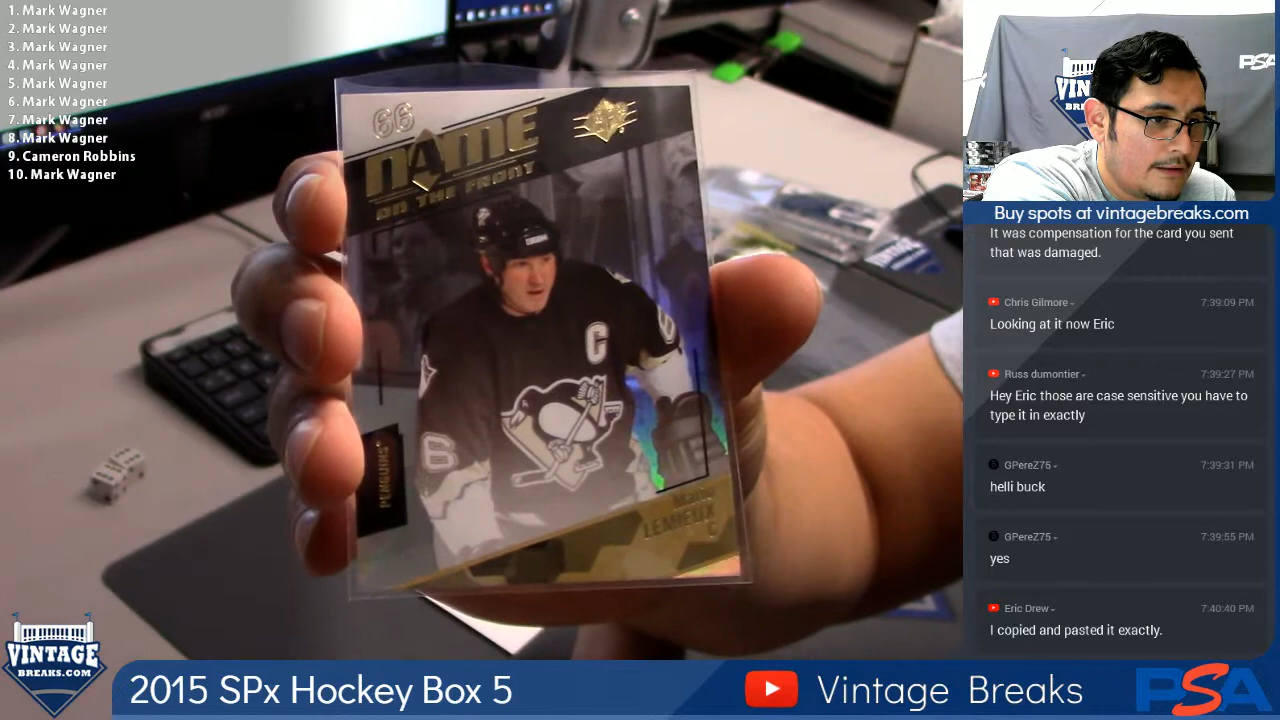 1. Mark Wagner
2. Mark Wagner
3. Mark Wagner
4. Mark Wagner
5. Mark Wagner
6. Mark Wagner
7. Mark Wagner
8. Mark Wagner
9. Cameron Robbins
10. Mark Wagner
66
NAME
ON THE FRONT
C
6
PENGUINS
MARIO
LEMIEUX
C
VINTAGE
BREAKS.COM
2015 SPx Hockey Box 5
Vintage Breaks
PSA
PSA
Buy spots at vintagebreaks.com
It was compensation for the card you sent
that was damaged.
Chris Gilmore
7:39:09 PM
Looking at it now Eric
Russ dumontier
7:39:27 PM
Hey Eric those are case sensitive you have to
type it in exactly
GPereZ75
7:39:31 PM
helli buck
GPereZ75
7:39:55 PM
yes
Eric Drew
7:40:40 PM
I copied and pasted it exactly.